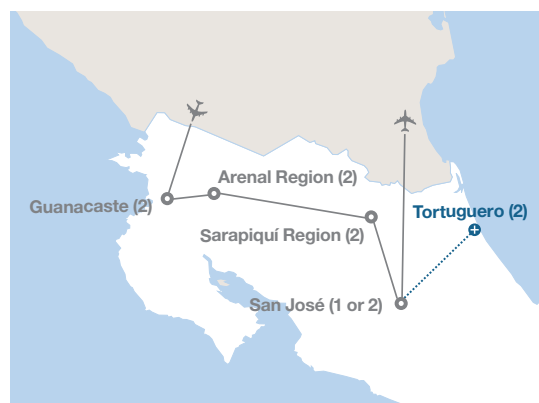 Arenal Region (2)
Guanacaste (2)
Tortuguero (2)
Sarapiquí Region (2)
San José (1 or 2)